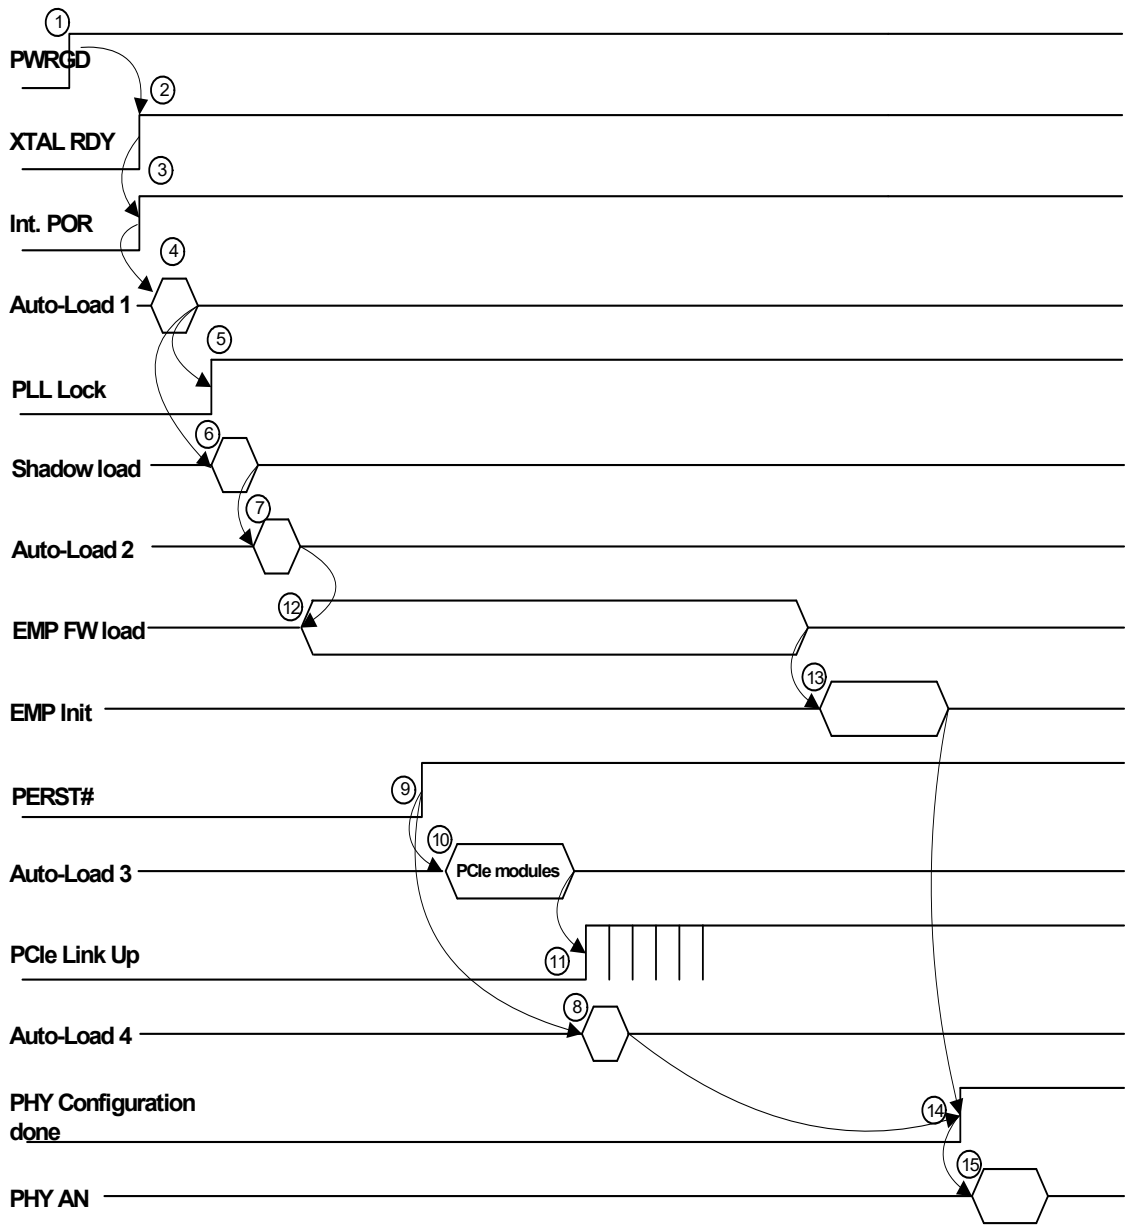 1
PWRGD
2
XTAL RDY
3
Int. POR
4
Auto-Load 1
5
PLL Lock
6
Shadow load
7
Auto-Load 2
12
EMP FW load
13
EMP Init
9
PERST#
10
Auto-Load 3
PCIe modules
PCIe Link Up
11
8
Auto-Load 4
PHY Configuration
done
14
15
PHY AN